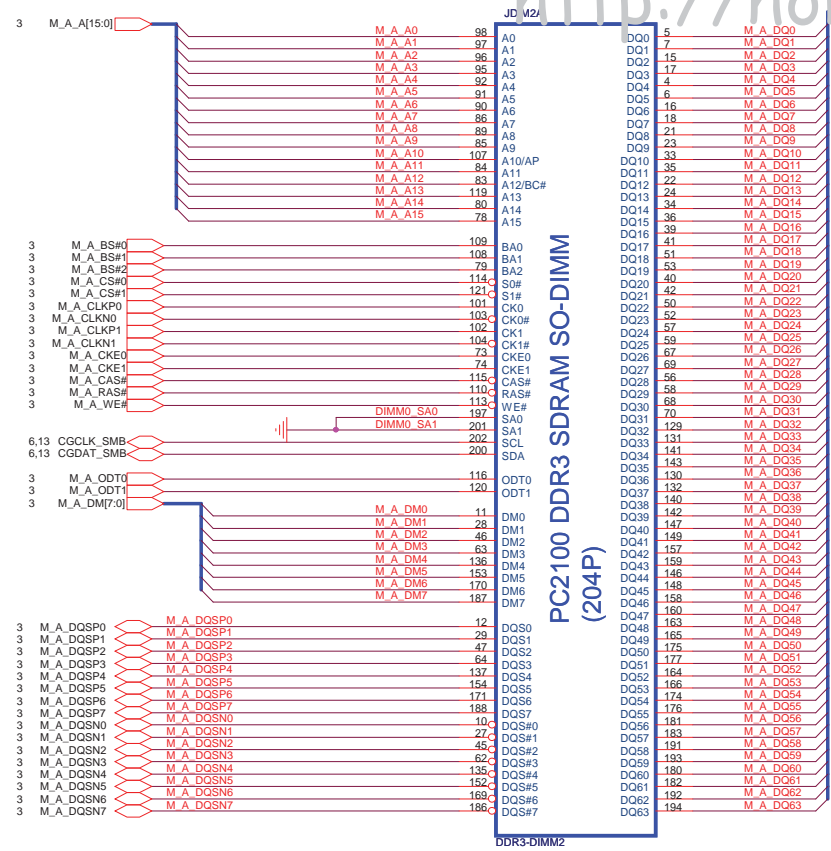 http://hol
JDIM2A
3 M_A_A[15:0]
M_A_A0 98 A0 DQ0 5 M_A_DQ0
M_A_A1 97 A1 DQ1 7 M_A_DQ1
M_A_A2 96 A2 DQ2 15 M_A_DQ2
M_A_A3 95 A3 DQ3 17 M_A_DQ3
M_A_A4 92 A4 DQ4 4 M_A_DQ4
M_A_A5 91 A5 DQ5 6 M_A_DQ5
M_A_A6 90 A6 DQ6 16 M_A_DQ6
M_A_A7 86 A7 DQ7 18 M_A_DQ7
M_A_A8 89 A8 DQ8 21 M_A_DQ8
M_A_A9 85 A9 DQ9 23 M_A_DQ9
M_A_A10 107 A10/AP DQ10 33 M_A_DQ10
M_A_A11 84 A11 DQ11 35 M_A_DQ11
M_A_A12 83 A12/BC# DQ12 22 M_A_DQ12
M_A_A13 119 A13 DQ13 24 M_A_DQ13
M_A_A14 80 A14 DQ14 34 M_A_DQ14
M_A_A15 78 A15 DQ15 36 M_A_DQ15
DQ16 39 M_A_DQ16
3 M_A_BS#0 109 BA0 DQ17 41 M_A_DQ17
3 M_A_BS#1 108 BA1 DQ18 51 M_A_DQ18
3 M_A_BS#2 79 BA2 DQ19 53 M_A_DQ19
3 M_A_CS#0 114 S0# DQ20 40 M_A_DQ20
3 M_A_CS#1 121 S1# DQ21 42 M_A_DQ21
3 M_A_CLKP0 101 CK0 DQ22 50 M_A_DQ22
3 M_A_CLKN0 103 CK0# DQ23 52 M_A_DQ23
3 M_A_CLKP1 102 CK1 DQ24 57 M_A_DQ24
3 M_A_CLKN1 104 CK1# DQ25 59 M_A_DQ25
3 M_A_CKE0 73 CKE0 DQ26 67 M_A_DQ26
3 M_A_CKE1 74 CKE1 DQ27 69 M_A_DQ27
3 M_A_CAS# 115 CAS# DQ28 56 M_A_DQ28
3 M_A_RAS# 110 RAS# DQ29 58 M_A_DQ29
3 M_A_WE# 113 WE# DQ30 68 M_A_DQ30
DIMM0_SA0 197 SA0 DQ31 70 M_A_DQ31
DIMM0_SA1 201 SA1 DQ32 129 M_A_DQ32
6,13 CGCLK_SMB 202 SCL DQ33 131 M_A_DQ33
6,13 CGDAT_SMB 200 SDA DQ34 141 M_A_DQ34
DQ35 143 M_A_DQ35
3 M_A_ODT0 116 ODT0 DQ36 130 M_A_DQ36
3 M_A_ODT1 120 ODT1 DQ37 132 M_A_DQ37
3 M_A_DM[7:0] DQ38 140 M_A_DQ38
M_A_DM0 11 DM0 DQ39 142 M_A_DQ39
M_A_DM1 28 DM1 DQ40 147 M_A_DQ40
M_A_DM2 46 DM2 DQ41 149 M_A_DQ41
M_A_DM3 63 DM3 DQ42 157 M_A_DQ42
M_A_DM4 136 DM4 DQ43 159 M_A_DQ43
M_A_DM5 153 DM5 DQ44 146 M_A_DQ44
M_A_DM6 170 DM6 DQ45 148 M_A_DQ45
M_A_DM7 187 DM7 DQ46 158 M_A_DQ46
DQ47 160 M_A_DQ47
3 M_A_DQSP0 M_A_DQSP0 12 DQS0 DQ48 163 M_A_DQ48
3 M_A_DQSP1 M_A_DQSP1 29 DQS1 DQ49 165 M_A_DQ49
3 M_A_DQSP2 M_A_DQSP2 47 DQS2 DQ50 175 M_A_DQ50
3 M_A_DQSP3 M_A_DQSP3 64 DQS3 DQ51 177 M_A_DQ51
3 M_A_DQSP4 M_A_DQSP4 137 DQS4 DQ52 164 M_A_DQ52
3 M_A_DQSP5 M_A_DQSP5 154 DQS5 DQ53 166 M_A_DQ53
3 M_A_DQSP6 M_A_DQSP6 171 DQS6 DQ54 174 M_A_DQ54
3 M_A_DQSP7 M_A_DQSP7 188 DQS7 DQ55 176 M_A_DQ55
3 M_A_DQSN0 M_A_DQSN0 10 DQS#0 DQ56 181 M_A_DQ56
3 M_A_DQSN1 M_A_DQSN1 27 DQS#1 DQ57 183 M_A_DQ57
3 M_A_DQSN2 M_A_DQSN2 45 DQS#2 DQ58 191 M_A_DQ58
3 M_A_DQSN3 M_A_DQSN3 62 DQS#3 DQ59 193 M_A_DQ59
3 M_A_DQSN4 M_A_DQSN4 135 DQS#4 DQ60 180 M_A_DQ60
3 M_A_DQSN5 M_A_DQSN5 152 DQS#5 DQ61 182 M_A_DQ61
3 M_A_DQSN6 M_A_DQSN6 169 DQS#6 DQ62 192 M_A_DQ62
3 M_A_DQSN7 M_A_DQSN7 186 DQS#7 DQ63 194 M_A_DQ63
PC2100 DDR3 SDRAM SO-DIMM
(204P)
DDR3-DIMM2